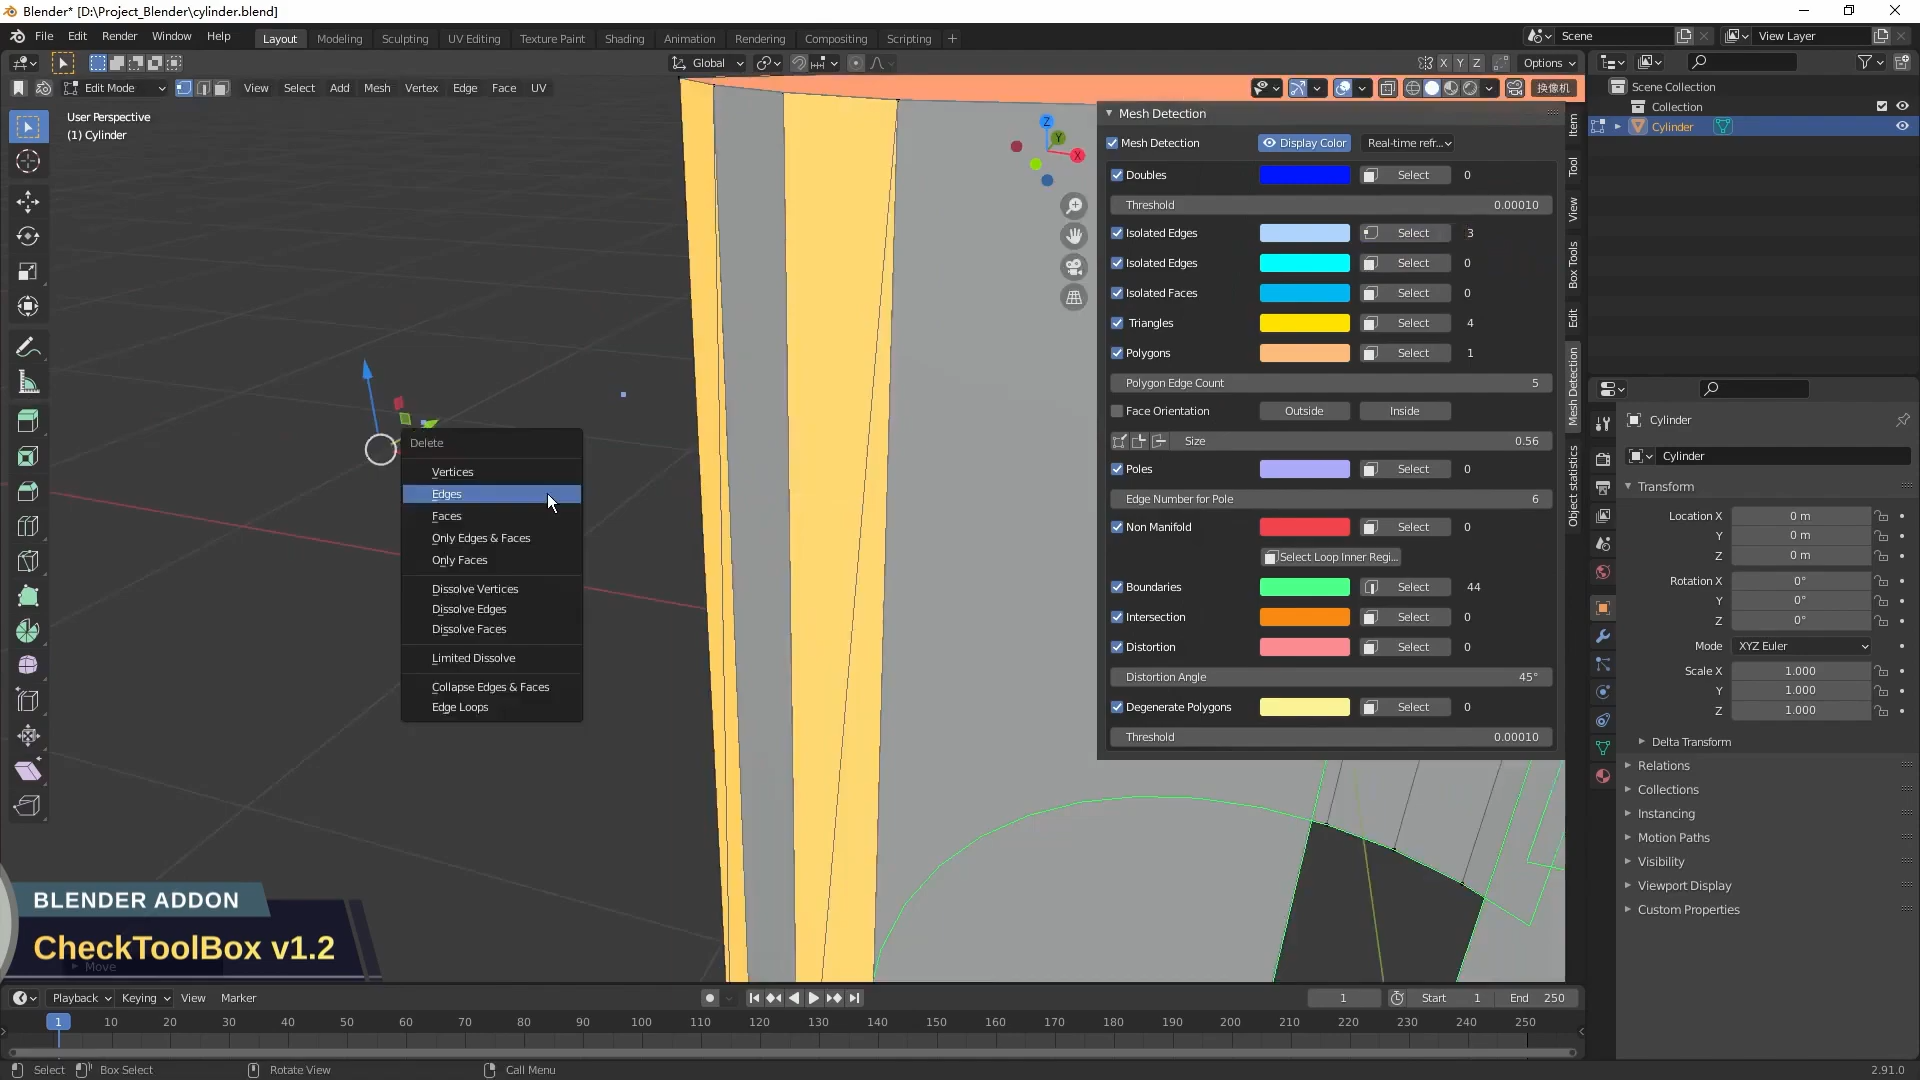 Blender* [D:\Project_Blender\cylinder.blend]
File Edit Render Window Help Layout Modeling Sculpting UV Editing Texture Paint Shading Animation Rendering Compositing Scripting + Scene View Layer
Global X Y Z Options
Edit Mode View Select Add Mesh Vertex Edge Face UV 换像机
User Perspective
(1) Cylinder
Z
Y
X
Delete
Vertices
Edges
Faces
Only Edges & Faces
Only Faces
Dissolve Vertices
Dissolve Edges
Dissolve Faces
Limited Dissolve
Collapse Edges & Faces
Edge Loops
Mesh Detection
Mesh Detection Display Color Real-time refr...
Doubles Select 0
Threshold 0.00010
Isolated Edges Select 3
Isolated Edges Select 0
Isolated Faces Select 0
Triangles Select 4
Polygons Select 1
Polygon Edge Count 5
Face Orientation Outside Inside
Size 0.56
Poles Select 0
Edge Number for Pole 6
Non Manifold Select 0
Select Loop Inner Regi...
Boundaries Select 44
Intersection Select 0
Distortion Select 0
Distortion Angle 45°
Degenerate Polygons Select 0
Threshold 0.00010
Item
Tool
View
Box Tools
Edit
Mesh Detection
Object statistics
Scene Collection
Collection
Cylinder
Cylinder
Cylinder
Transform
Location X 0 m
Y 0 m
Z 0 m
Rotation X 0°
Y 0°
Z 0°
Mode XYZ Euler
Scale X 1.000
Y 1.000
Z 1.000
Delta Transform
Relations
Collections
Instancing
Motion Paths
Visibility
Viewport Display
Custom Properties
BLENDER ADDON
CheckToolBox v1.2
Move
Playback Keying View Marker 1 Start 1 End 250
1 10 20 30 40 50 60 70 80 90 100 110 120 130 140 150 160 170 180 190 200 210 220 230 240 250
Select Box Select Rotate View Call Menu 2.91.0